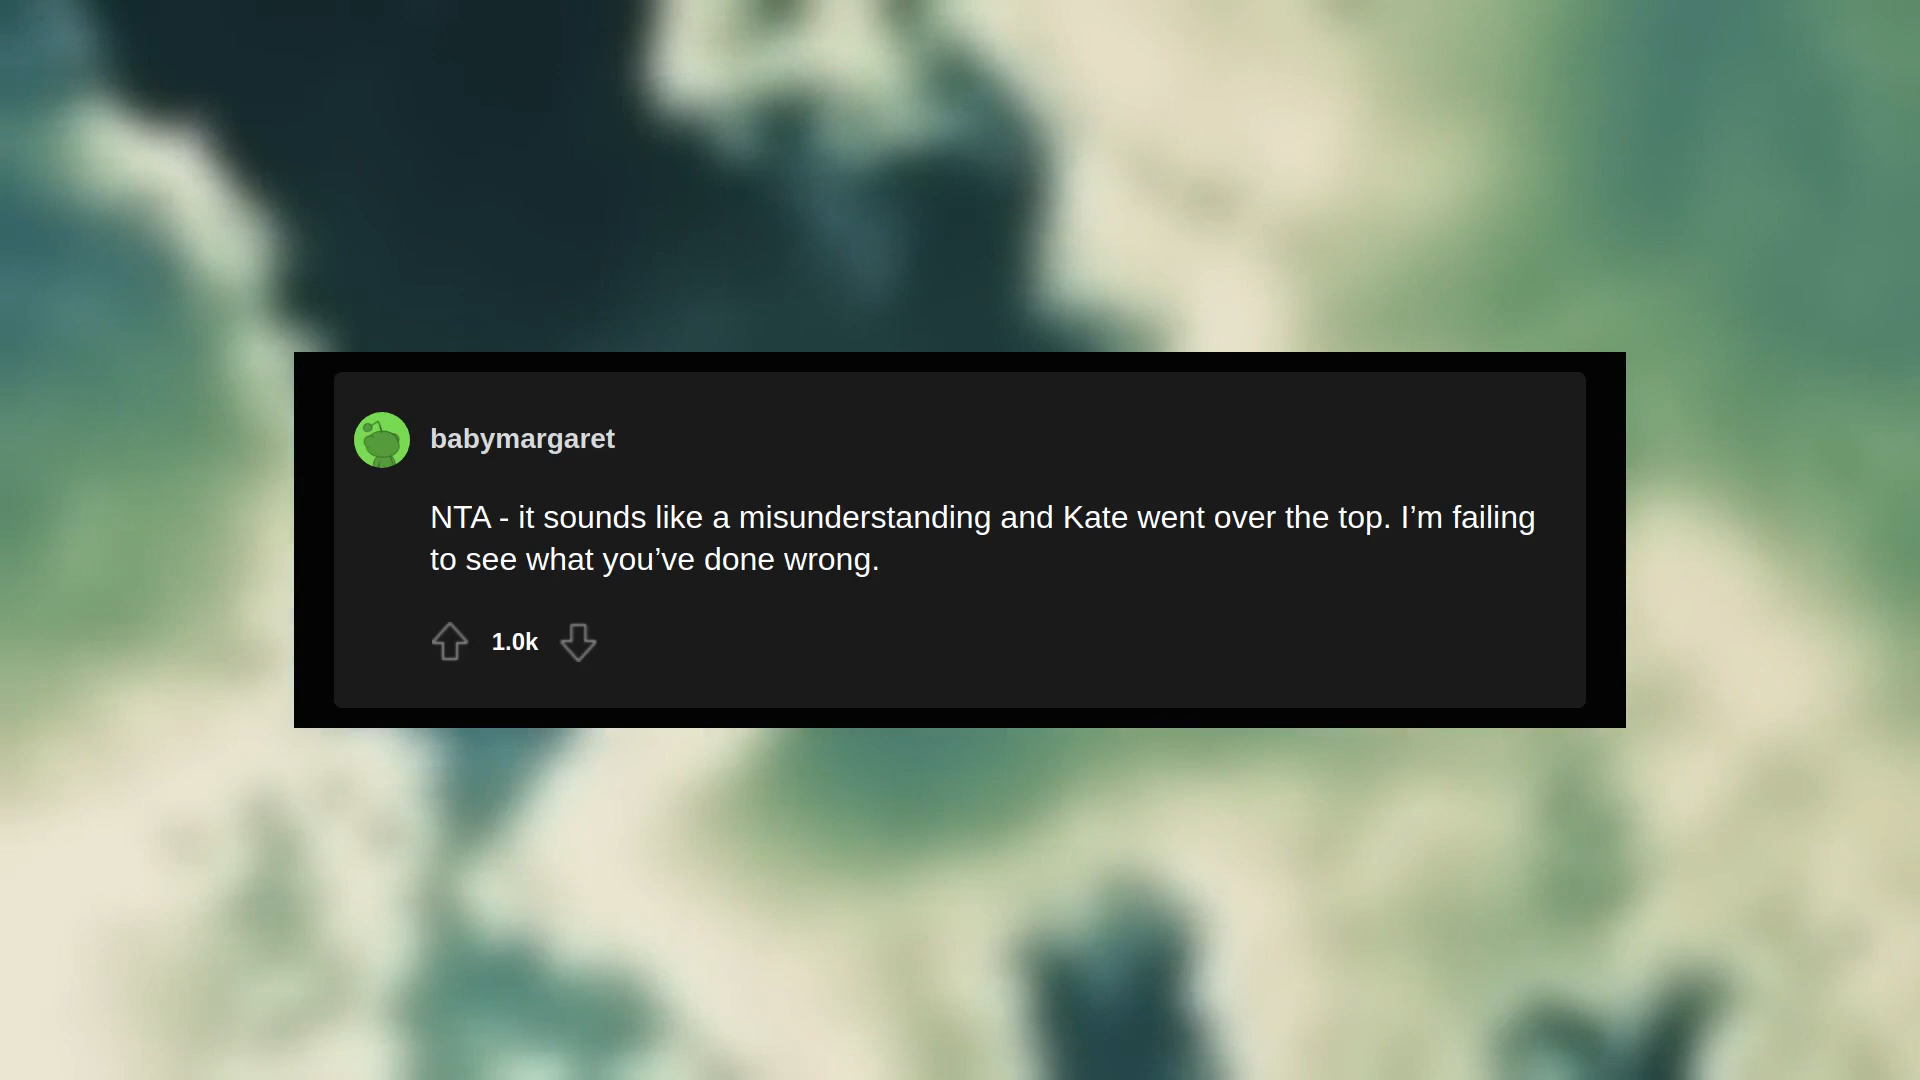 babymargaret
NTA - it sounds like a misunderstanding and Kate went over the top. I’m failing
to see what you’ve done wrong.
1.0k